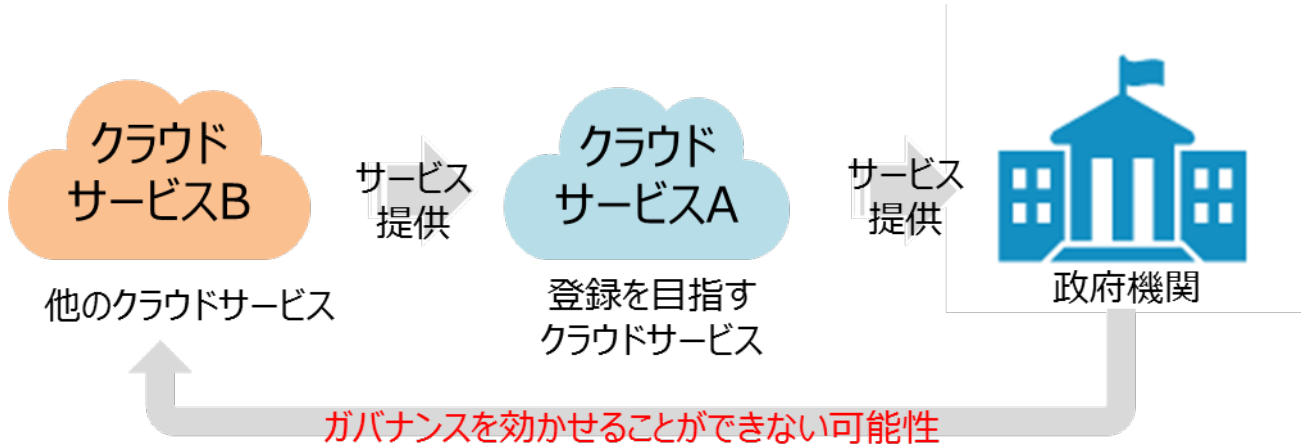 クラウド
サービスB
サービス
提供
クラウド
サービスA
サービス
提供
他のクラウドサービス
登録を目指す
クラウドサービス
政府機関
ガバナンスを効かせることができない可能性